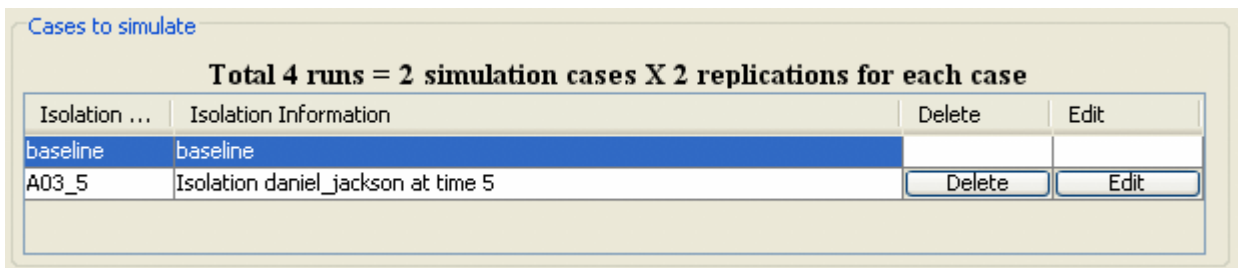 Cases to simulate
Total 4 runs = 2 simulation cases X 2 replications for each case
Isolation ... Isolation Information Delete Edit
baseline baseline
A03_5 Isolation daniel_jackson at time 5 Delete Edit